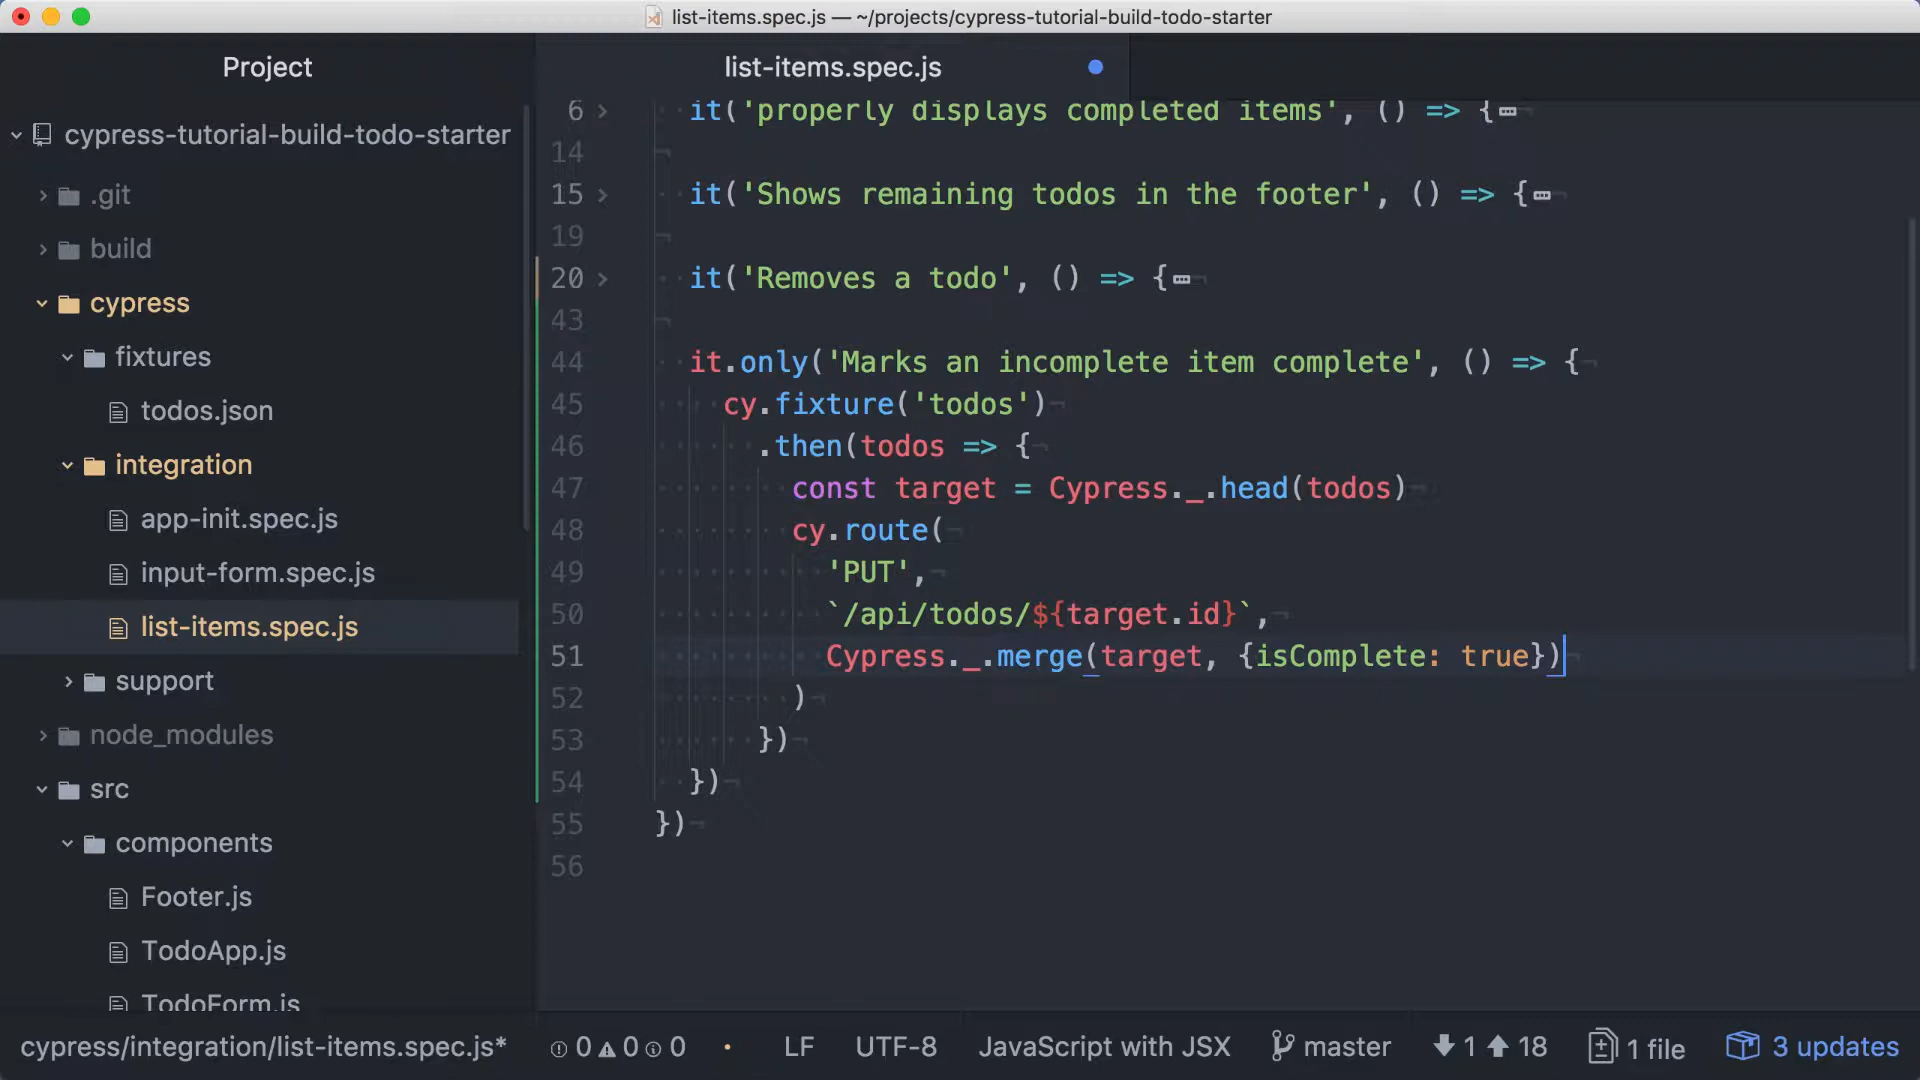 list-items.spec.js — ~/projects/cypress-tutorial-build-todo-starter
Project
list-items.spec.js
cypress-tutorial-build-todo-starter
.git
build
cypress
fixtures
todos.json
integration
app-init.spec.js
input-form.spec.js
list-items.spec.js
support
node_modules
src
components
Footer.js
TodoApp.js
TodoForm.js
6 it('properly displays completed items', () => {
14
15 it('Shows remaining todos in the footer', () => {
19
20 it('Removes a todo', () => {
43
44 it.only('Marks an incomplete item complete', () => {
45 cy.fixture('todos')
46 .then(todos => {
47 const target = Cypress._.head(todos)
48 cy.route(
49 'PUT',
50 `/api/todos/${target.id}`,
51 Cypress._.merge(target, {isComplete: true})
52 )
53 })
54 })
55 })
56
cypress/integration/list-items.spec.js* 0 0 0 LF UTF-8 JavaScript with JSX master 1 18 1 file 3 updates